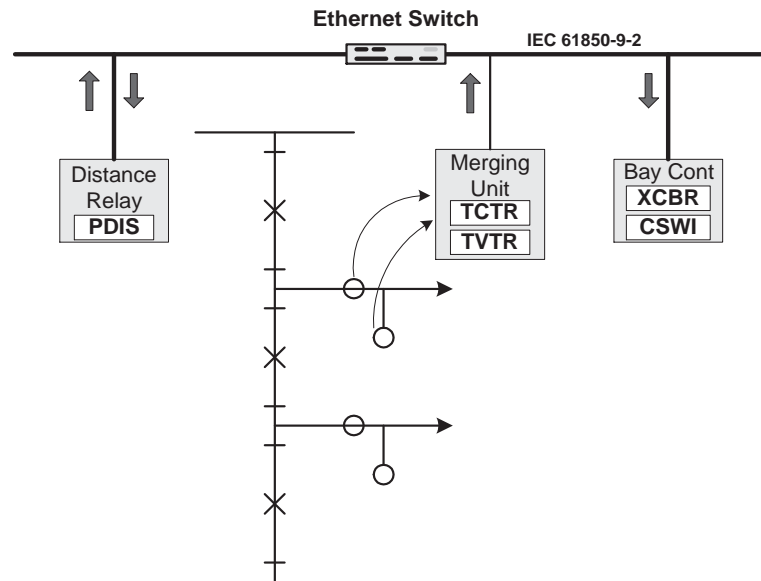 Ethernet Switch
IEC 61850-9-2
Distance
Relay
PDIS
Merging
Unit
TCTR
TVTR
Bay Cont
XCBR
CSWI